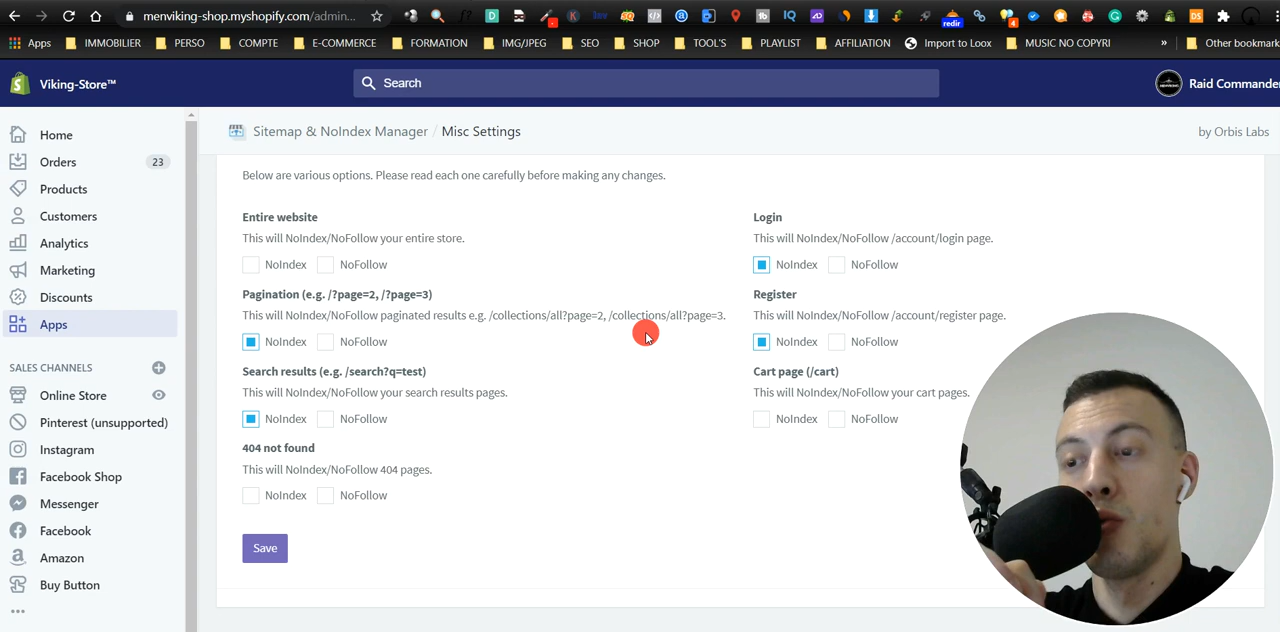 menviking-shop.myshopify.com/admin...
redir
4
Apps
IMMOBILIER
PERSO
COMPTE
E-COMMERCE
FORMATION
IMG/JPEG
SEO
SHOP
TOOL'S
PLAYLIST
AFFILIATION
Import to Loox
MUSIC NO COPYRI
»
Other bookmark
Viking-Store™
Search
Raid Commander
Home
Orders
23
Products
Customers
Analytics
Marketing
Discounts
Apps
SALES CHANNELS
Online Store
Pinterest (unsupported)
Instagram
Facebook Shop
Messenger
Facebook
Amazon
Buy Button
Sitemap & NoIndex Manager / Misc Settings
by Orbis Labs
Below are various options. Please read each one carefully before making any changes.
Entire website
This will NoIndex/NoFollow your entire store.
NoIndex NoFollow
Pagination (e.g. /?page=2, /?page=3)
This will NoIndex/NoFollow paginated results e.g. /collections/all?page=2, /collections/all?page=3.
NoIndex NoFollow
Search results (e.g. /search?q=test)
This will NoIndex/NoFollow your search results pages.
NoIndex NoFollow
404 not found
This will NoIndex/NoFollow 404 pages.
NoIndex NoFollow
Save
Login
This will NoIndex/NoFollow /account/login page.
NoIndex NoFollow
Register
This will NoIndex/NoFollow /account/register page.
NoIndex NoFollow
Cart page (/cart)
This will NoIndex/NoFollow your cart pages.
NoIndex NoFollow